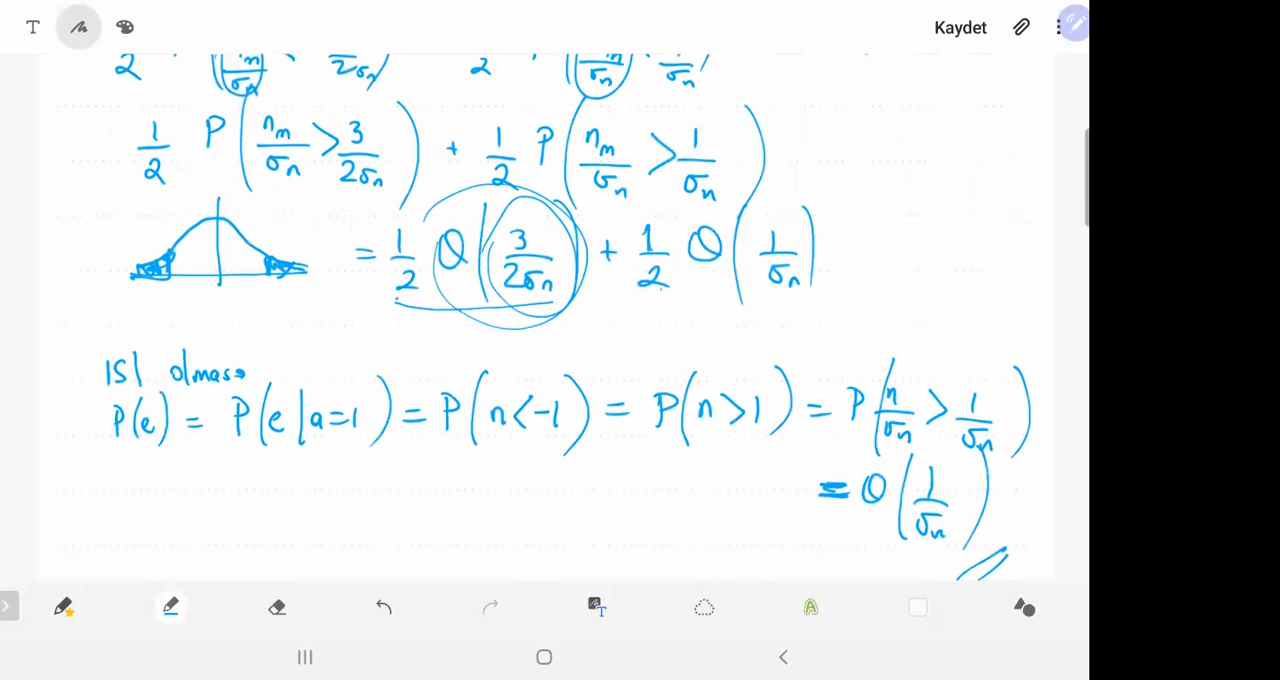 T Kaydet A
1/2 P(n_m/σ_n > 3/2σ_n) + 1/2 P(n_m/σ_n > 1/σ_n)
= 1/2 Q(3/2σ_n) + 1/2 Q(1/σ_n)
ISI olmasa
P(e) = P(e|a=1) = P(n<-1) = P(n>1) = P(n/σ_n > 1/σ_n)
= Q(1/σ_n)
T A